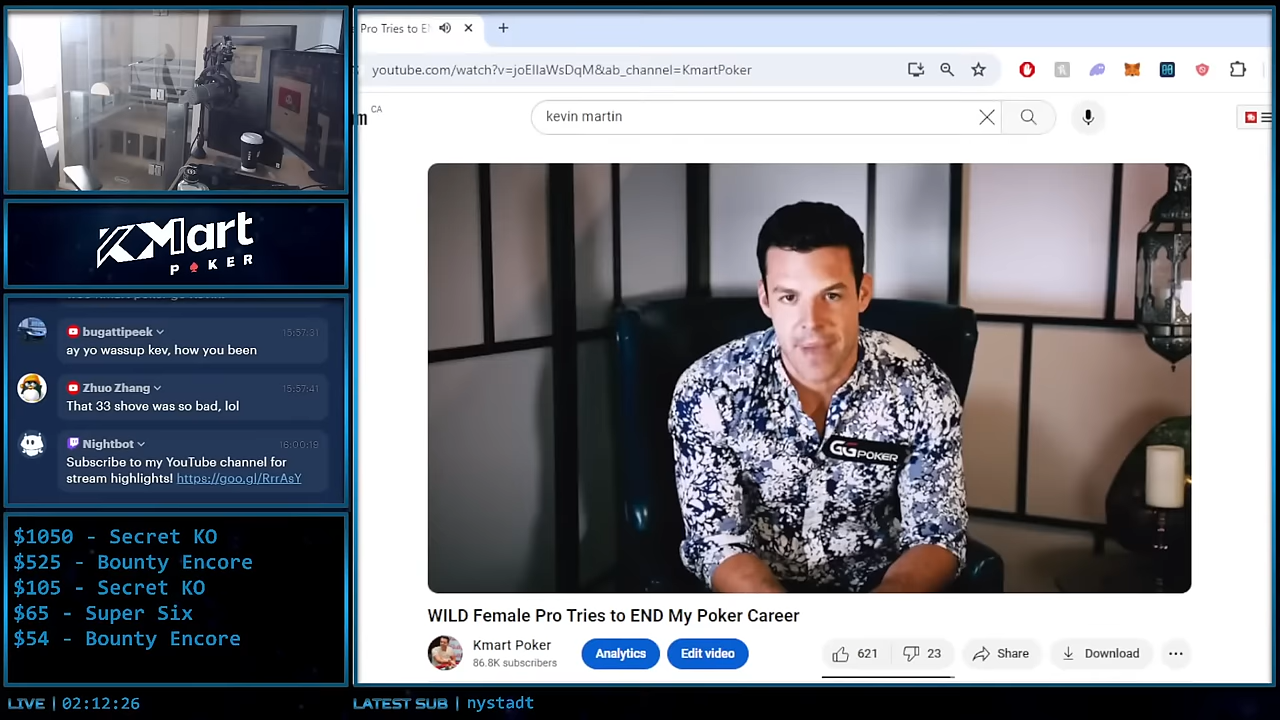 Pro Tries to EN
youtube.com/watch?v=joEllaWsDqM&ab_channel=KmartPoker
CA
kevin martin
KMart
POKER
bugattipeek
15:57:31
ay yo wassup kev, how you been
Zhuo Zhang
15:57:41
That 33 shove was so bad, lol
Nightbot
16:00:19
Subscribe to my YouTube channel for
stream highlights! https://goo.gl/RrrAsY
$1050 - Secret KO
$525 - Bounty Encore
$105 - Secret KO
$65 - Super Six
$54 - Bounty Encore
GGPOKER
WILD Female Pro Tries to END My Poker Career
Kmart Poker
86.8K subscribers
Analytics
Edit video
621
23
Share
Download
LIVE | 02:12:26
LATEST SUB | nystadt